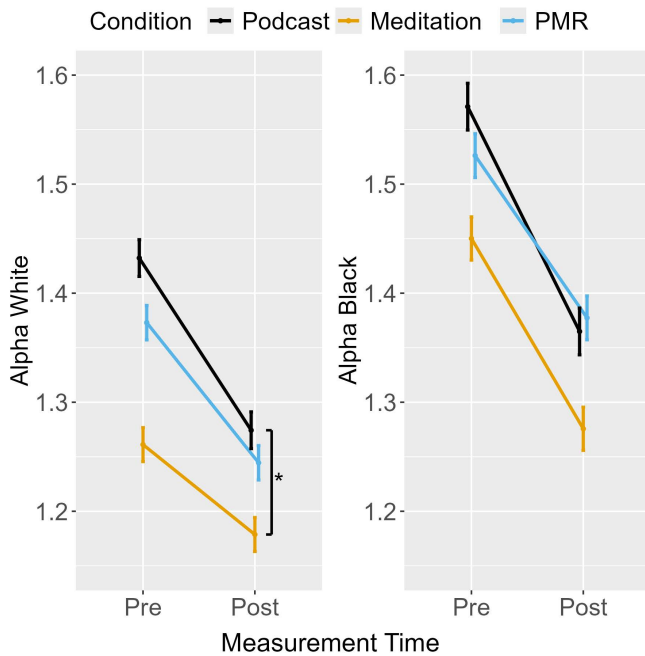 Condition Podcast Meditation PMR
Alpha White
1.6
1.5
1.4
1.3
1.2
*
Pre Post
Alpha Black
1.6
1.5
1.4
1.3
1.2
Pre Post
Measurement Time